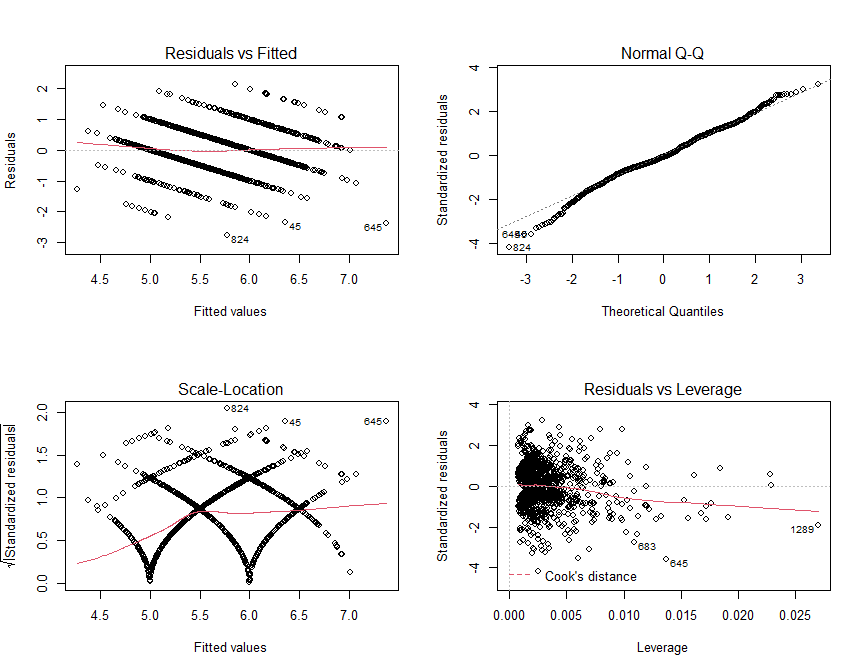 Residuals vs Fitted
Residuals
2
1
0
-1
-2
-3
824
45
645
4.5 5.0 5.5 6.0 6.5 7.0
Fitted values
Normal Q-Q
Standardized residuals
4
2
0
-2
-4
824
-3 -2 -1 0 1 2 3
Theoretical Quantiles
Scale-Location
√|Standardized residuals|
2.0
1.5
1.0
0.5
0.0
824
45
645
4.5 5.0 5.5 6.0 6.5 7.0
Fitted values
Residuals vs Leverage
Standardized residuals
4
2
0
-2
-4
1289
683
645
Cook's distance
0.000 0.005 0.010 0.015 0.020 0.025
Leverage